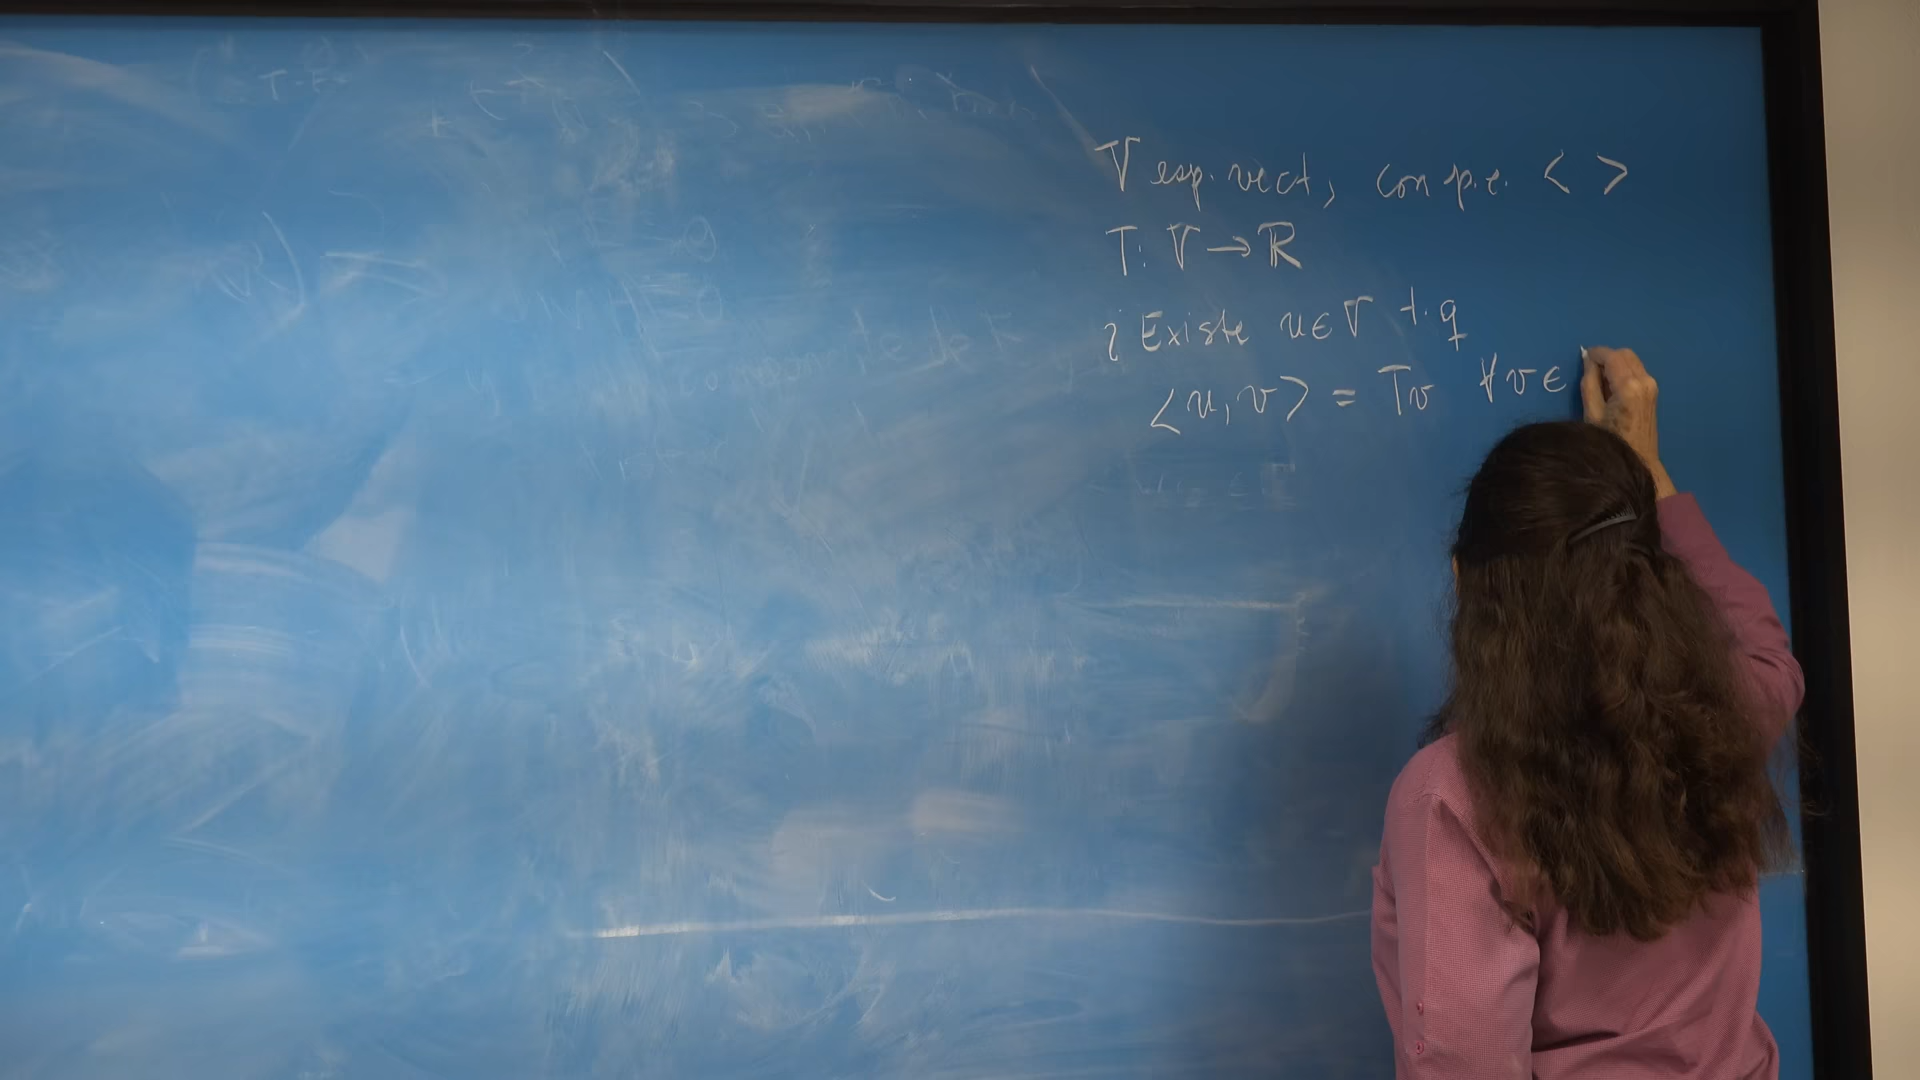 V esp. vect, con p.e. < >
T: V → ℝ
¿Existe u ∈ V t.q
<u, v> = Tv ∀v ∈